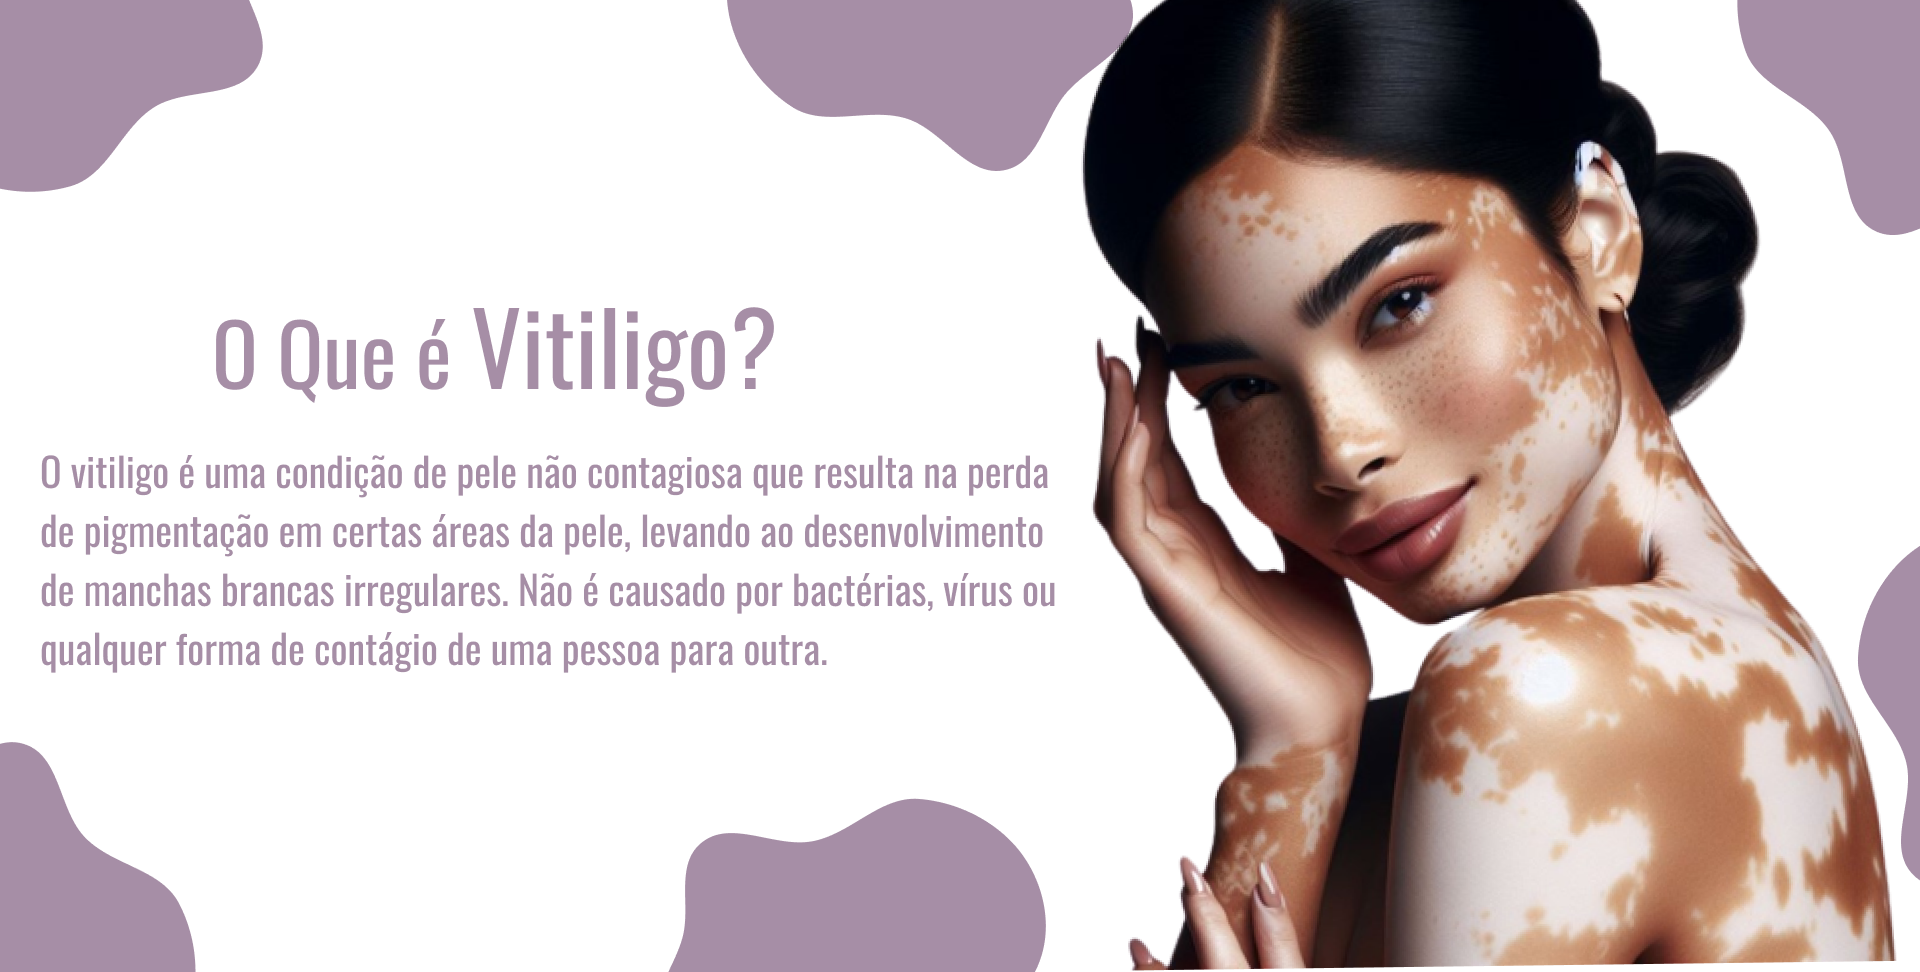 O Que é Vitiligo?
O vitiligo é uma condição de pele não contagiosa que resulta na perda
de pigmentação em certas áreas da pele, levando ao desenvolvimento
de manchas brancas irregulares. Não é causado por bactérias, vírus ou
qualquer forma de contágio de uma pessoa para outra.